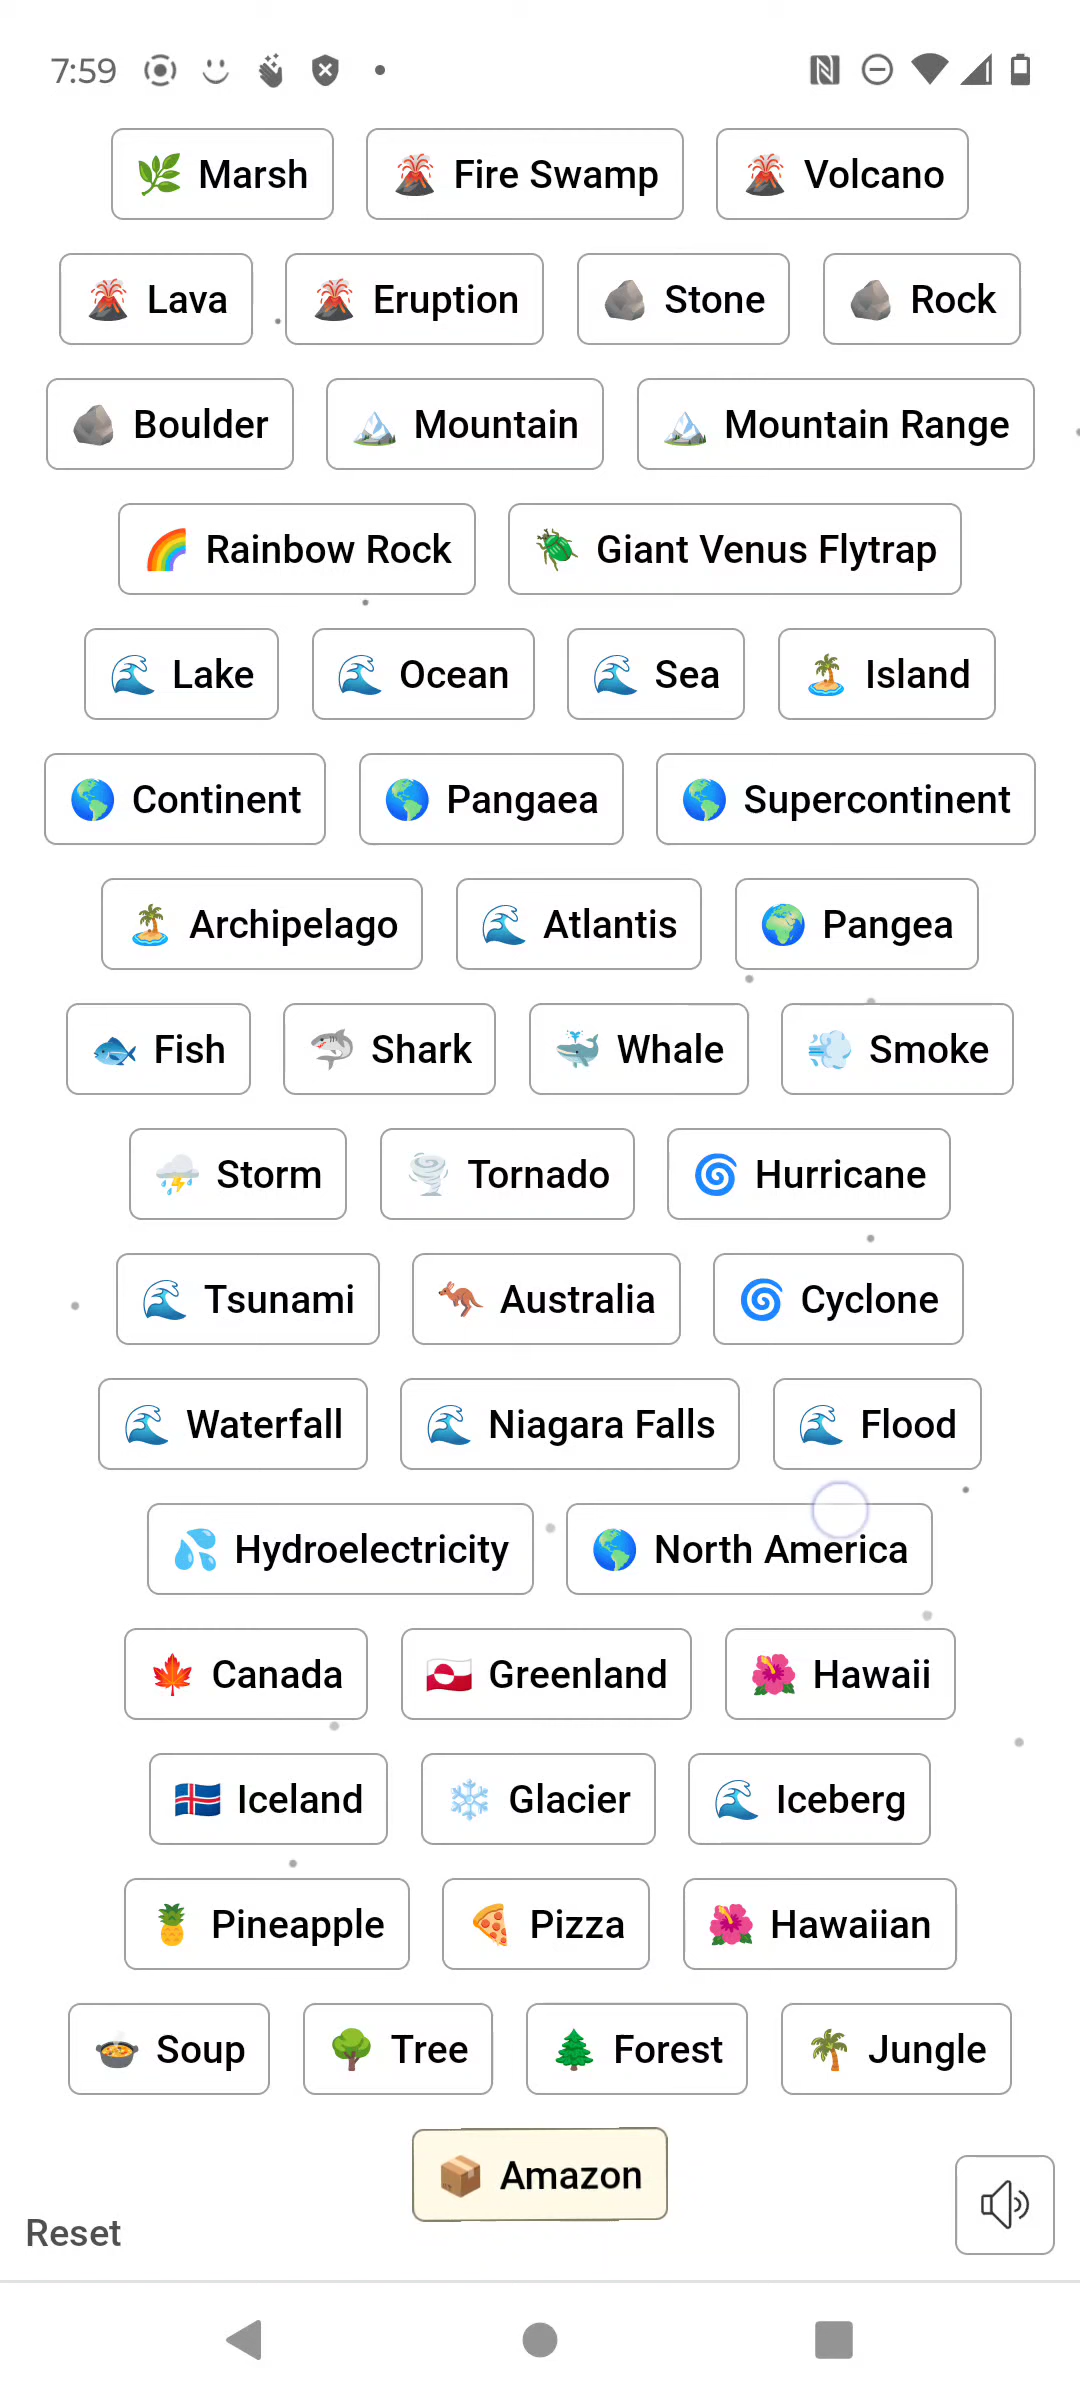 7:59
Marsh Fire Swamp Volcano
Lava Eruption Stone Rock
Boulder Mountain Mountain Range
Rainbow Rock Giant Venus Flytrap
Lake Ocean Sea Island
Continent Pangaea Supercontinent
Archipelago Atlantis Pangea
Fish Shark Whale Smoke
Storm Tornado Hurricane
Tsunami Australia Cyclone
Waterfall Niagara Falls Flood
Hydroelectricity North America
Canada Greenland Hawaii
Iceland Glacier Iceberg
Pineapple Pizza Hawaiian
Soup Tree Forest Jungle
Amazon
Reset